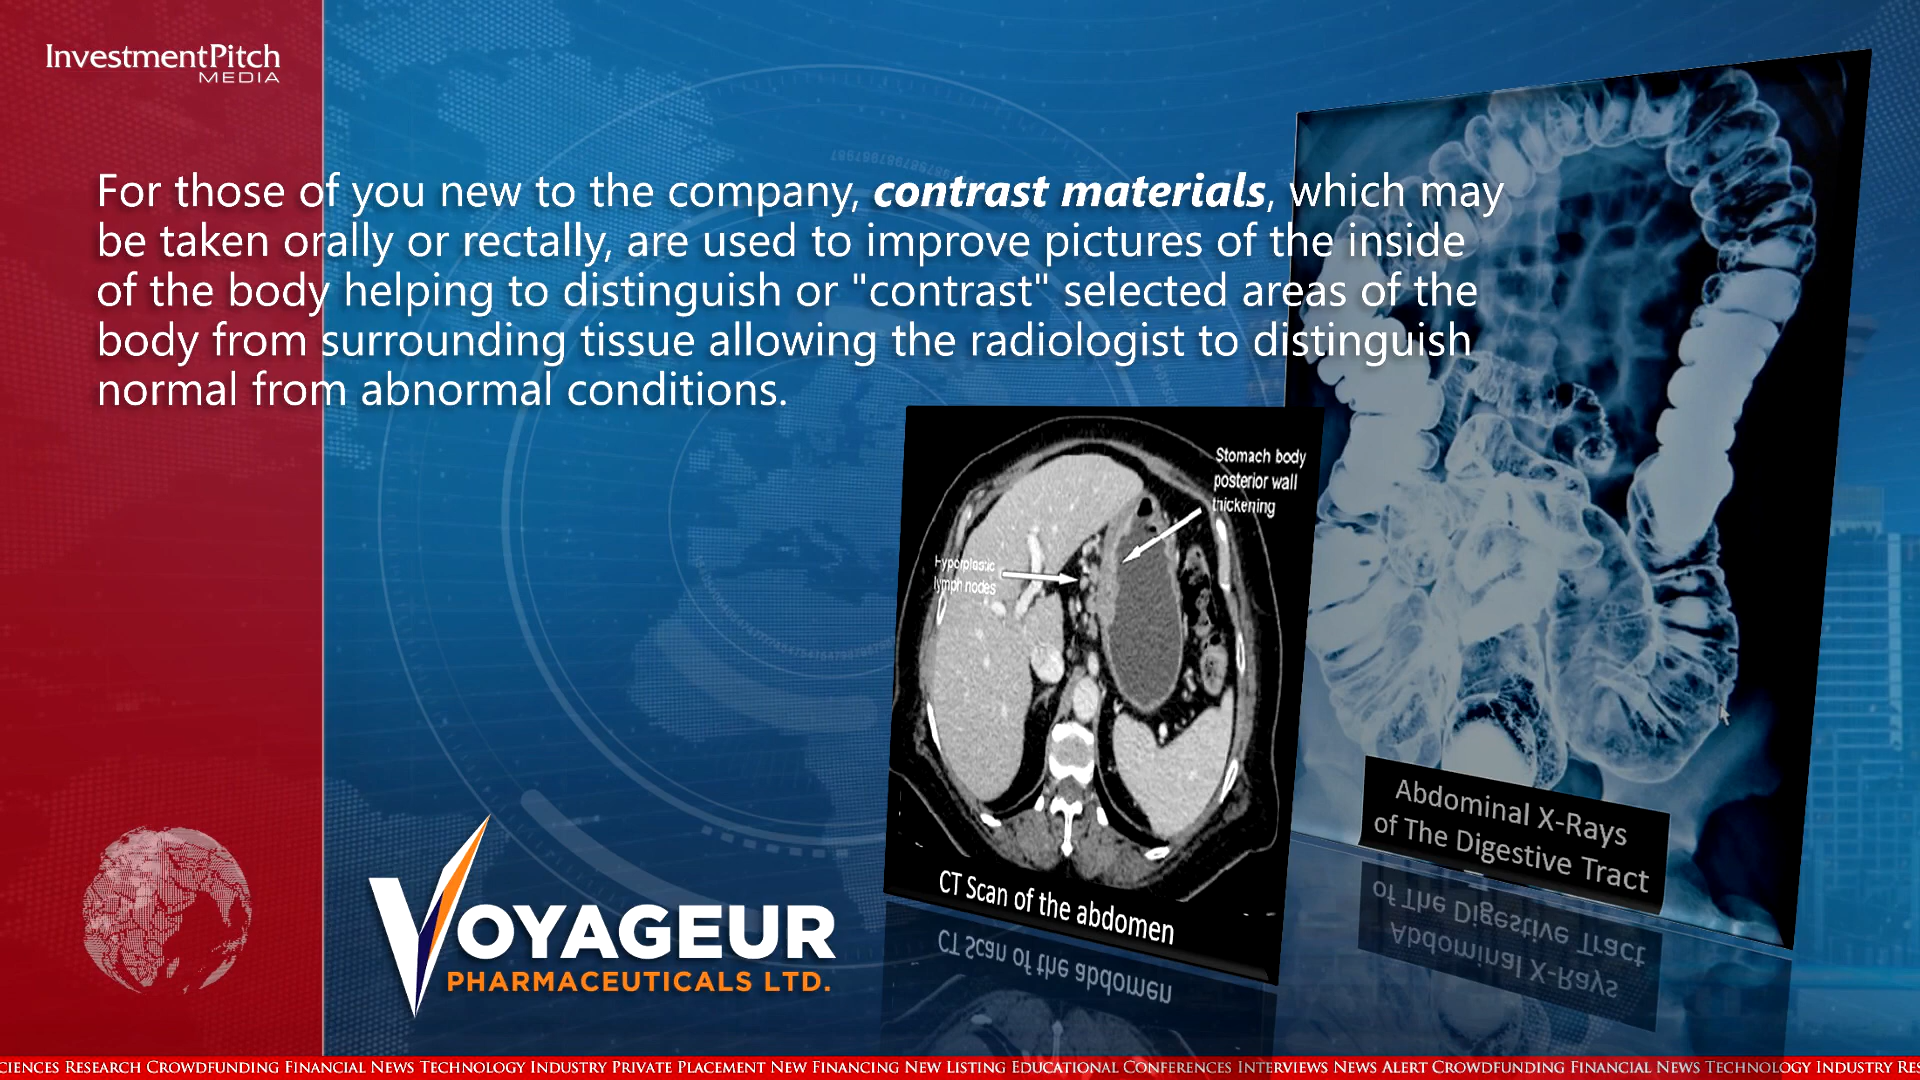 InvestmentPitch
MEDIA
For those of you new to the company, contrast materials, which may
be taken orally or rectally, are used to improve pictures of the inside
of the body helping to distinguish or "contrast" selected areas of the
body from surrounding tissue allowing the radiologist to distinguish
normal from abnormal conditions.
Stomach body
posterior wall
thickening
Hyperplastic
lymph nodes
CT Scan of the abdomen
Abdominal X-Rays
of The Digestive Tract
VOYAGEUR
PHARMACEUTICALS LTD.
CIENCES RESEARCH CROWDFUNDING FINANCIAL NEWS TECHNOLOGY INDUSTRY PRIVATE PLACEMENT NEW FINANCING NEW LISTING EDUCATIONAL CONFERENCES INTERVIEWS NEWS ALERT CROWDFUNDING FINANCIAL NEWS TECHNOLOGY INDUSTRY RES